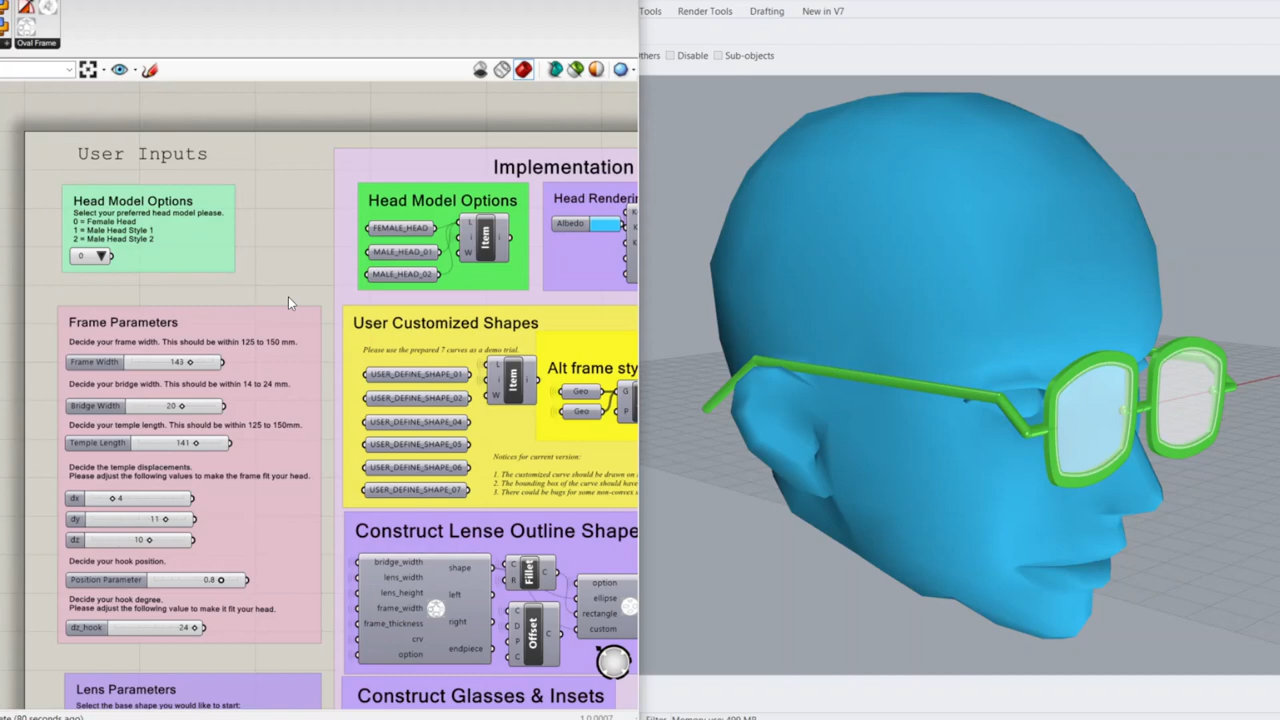 Tools Render Tools Drafting New in V7
Oval Frame
thers Disable Sub-objects
User Inputs
Head Model Options
Select your preferred head model please.
0 = Female Head
1 = Male Head Style 1
2 = Male Head Style 2
0
Frame Parameters
Decide your frame width. This should be within 125 to 150 mm.
Frame Width 143
Decide your bridge width. This should be within 14 to 24 mm.
Bridge Width 20
Decide your temple length. This should be within 125 to 150mm.
Temple Length 141
Decide the temple displacements.
Please adjust the following values to make the frame fit your head.
dx 4
dy 11
dz 10
Decide your hook position.
Position Parameter 0.8
Decide your hook degree.
Please adjust the following value to make it fit your head.
dz_hook 24
Lens Parameters
Select the base shape you would like to start:
Implementation
Head Model Options
FEMALE_HEAD
MALE_HEAD_01
MALE_HEAD_02
L
i
W
Item
i
Head Renderin
Albedo
User Customized Shapes
Please use the prepared 7 curves as a demo trial.
USER_DEFINE_SHAPE_01
USER_DEFINE_SHAPE_02
USER_DEFINE_SHAPE_04
USER_DEFINE_SHAPE_05
USER_DEFINE_SHAPE_06
USER_DEFINE_SHAPE_07
L
i
W
Item
i
Alt frame sty
Geo
Geo
G
P
Notices for current version:
1. The customized curve should be drawn on
2. The bounding box of the curve should have
3. There could be bugs for some non-convex s
Construct Lense Outline Shape
bridge_width
lens_width
lens_height
frame_width
frame_thickness
crv
option
shape
left
right
endpiece
C
R
Fillet
C
C
D
P
C
Offset
C
option
ellipse
rectangle
custom
Construct Glasses & Insets
(80 seconds ago)
1.0.0007